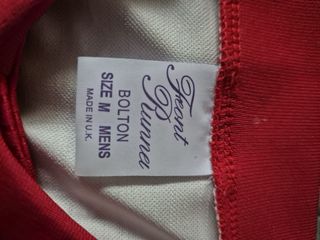 Front
Runner
BOLTON
SIZE M MENS
MADE IN U.K.